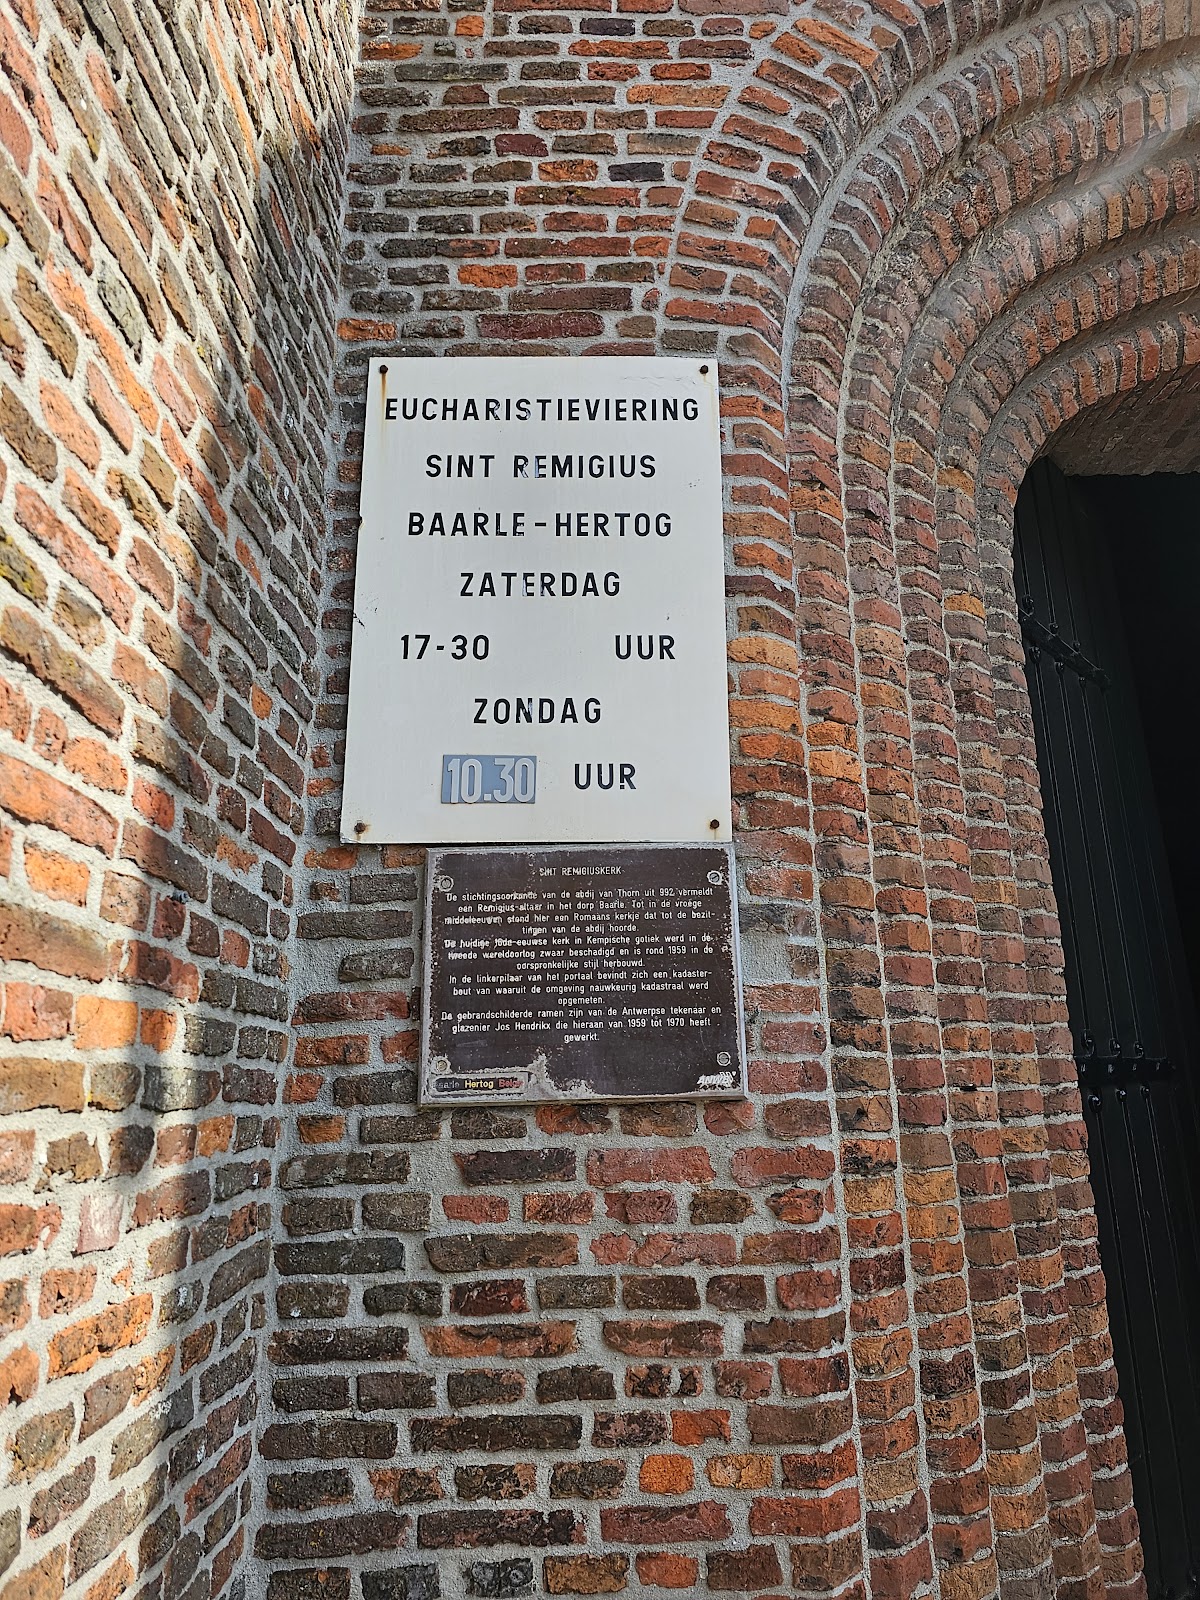 EUCHARISTIEVIERING
SINT REMIGIUS
BAARLE-HERTOG
ZATERDAG
17-30 UUR
ZONDAG
10.30 UUR
- SINT REMIGIUSKERK -
De stichtingsoorkonde van de abdij van Thorn uit 992 vermeldt
een Remigius-altaar in het dorp Baarle. Tot in de vroege
middeleeuwen stond hier een Romaans kerkje dat tot de bezit-
tingen van de abdij hoorde.
De huidige 16de-eeuwse kerk in Kempische gotiek werd in de
tweede wereldoorlog zwaar beschadigd en is rond 1959 in de
oorspronkelijke stijl herbouwd.
In de linkerpilaar van het portaal bevindt zich een kadaster-
bout van waaruit de omgeving nauwkeurig kadastraal werd
opgemeten.
De gebrandschilderde ramen zijn van de Antwerpse tekenaar en
glazenier Jos Hendrikx die hieraan van 1959 tot 1970 heeft
gewerkt.
Hertog
ANWB